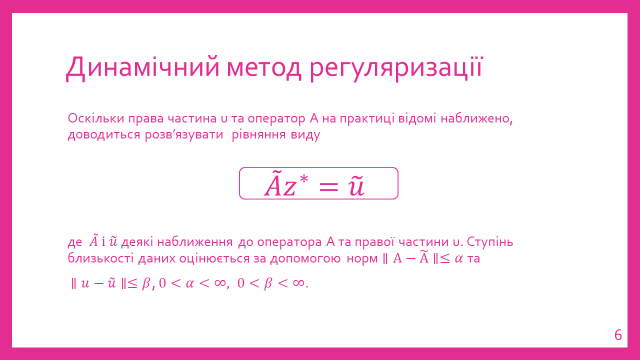 Динамічний метод регуляризації
Оскільки права частина u та оператор A на практиці відомі наближено,
доводиться розв’язувати рівняння виду
Ãz* = ũ
де Ã і ũ деякі наближення до оператора A та правої частини u. Ступінь
близькості даних оцінюється за допомогою норм ∥ A − Ã ∥≤ α та
∥ u − ũ ∥≤ β, 0 < α < ∞, 0 < β < ∞.
6